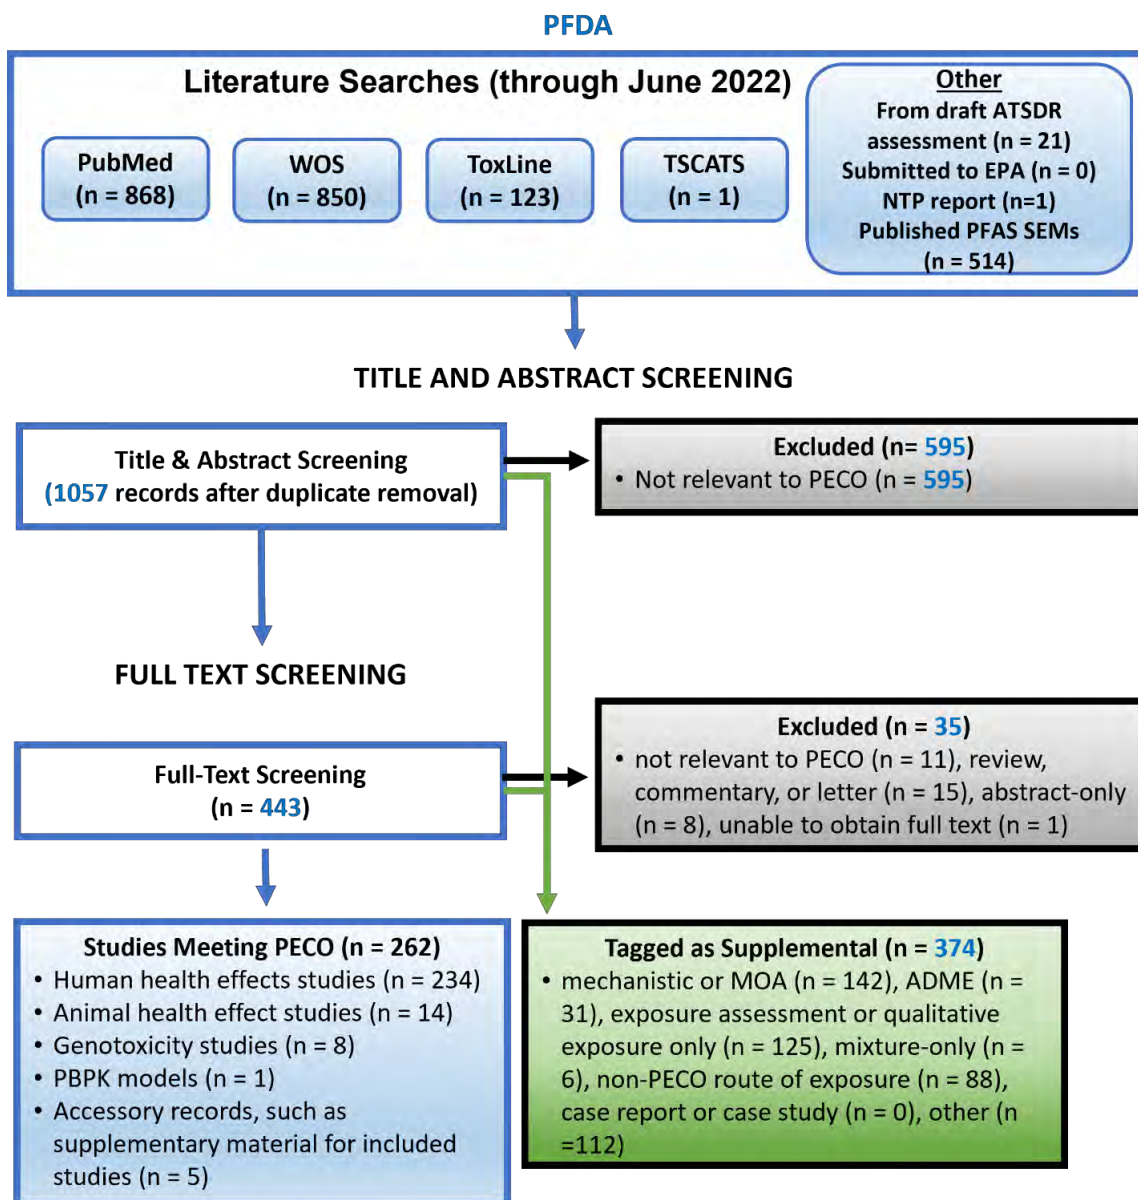 PFDA
Literature Searches (through June 2022)
PubMed
(n = 868)
WOS
(n = 850)
ToxLine
(n = 123)
TSCATS
(n = 1)
Other
From draft ATSDR
assessment (n = 21)
Submitted to EPA (n = 0)
NTP report (n=1)
Published PFAS SEMs
(n = 514)
TITLE AND ABSTRACT SCREENING
Title & Abstract Screening
(1057 records after duplicate removal)
Excluded (n= 595)
• Not relevant to PECO (n = 595)
FULL TEXT SCREENING
Full-Text Screening
(n = 443)
Excluded (n = 35)
• not relevant to PECO (n = 11), review,
commentary, or letter (n = 15), abstract-only
(n = 8), unable to obtain full text (n = 1)
Studies Meeting PECO (n = 262)
• Human health effects studies (n = 234)
• Animal health effect studies (n = 14)
• Genotoxicity studies (n = 8)
• PBPK models (n = 1)
• Accessory records, such as
supplementary material for included
studies (n = 5)
Tagged as Supplemental (n = 374)
• mechanistic or MOA (n = 142), ADME (n =
31), exposure assessment or qualitative
exposure only (n = 125), mixture-only (n =
6), non-PECO route of exposure (n = 88),
case report or case study (n = 0), other (n
=112)